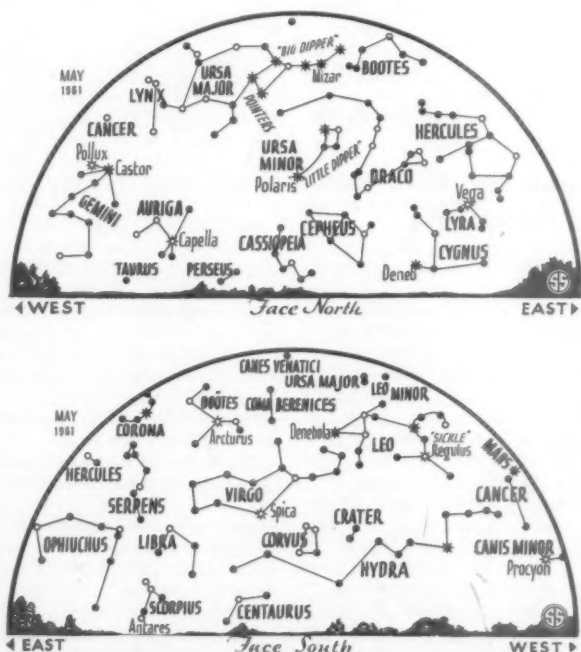 "BIG DIPPER"
MAY
1961
URSA
MAJOR
BOOTES
Mizar
LYNX
POINTERS
CANCER
HERCULES
Pollux
Castor
URSA
MINOR
"LITTLE DIPPER"
Polaris
DRACO
GEMINI
AURIGA
Vega
LYRA
Capella
CEPHEUS
CASSIOPEIA
CYGNUS
TAURUS
PERSEUS
Deneb
SS
WEST
Face North
EAST
CANES VENATICI
URSA MAJOR
LEO
MINOR
MAY
1961
BOÖTES
COMA BERENICES
CORONA
Arcturus
Denebola
LEO
"SICKLE"
Regulus
MARS
HERCULES
SERPENS
VIRGO
Spica
CANCER
CRATER
OPHIUCHUS
LIBRA
CORVUS
CANIS MINOR
Procyon
HYDRA
SCORPIUS
CENTAURUS
Antares
SS
EAST
Face South
WEST